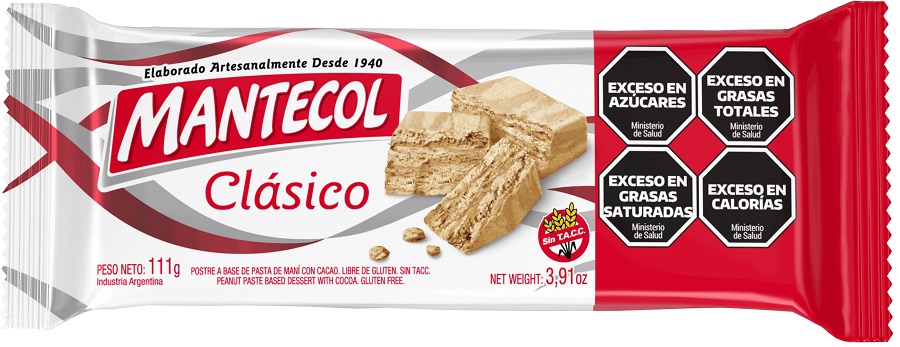 Elaborado Artesanalmente Desde 1940
MANTECOL
Clásico
PESO NETO: 111g
Industria Argentina
POSTRE A BASE DE PASTA DE MANÍ CON CACAO. LIBRE DE GLUTEN. SIN TACC.
PEANUT PASTE BASED DESSERT WITH COCOA. GLUTEN FREE.
Sin T.A.C.C.
NET WEIGHT: 3,91oz
EXCESO EN
AZÚCARES
Ministerio
de Salud
EXCESO EN
GRASAS
TOTALES
Ministerio
de Salud
EXCESO EN
GRASAS
SATURADAS
Ministerio
de Salud
EXCESO EN
CALORÍAS
Ministerio
de Salud